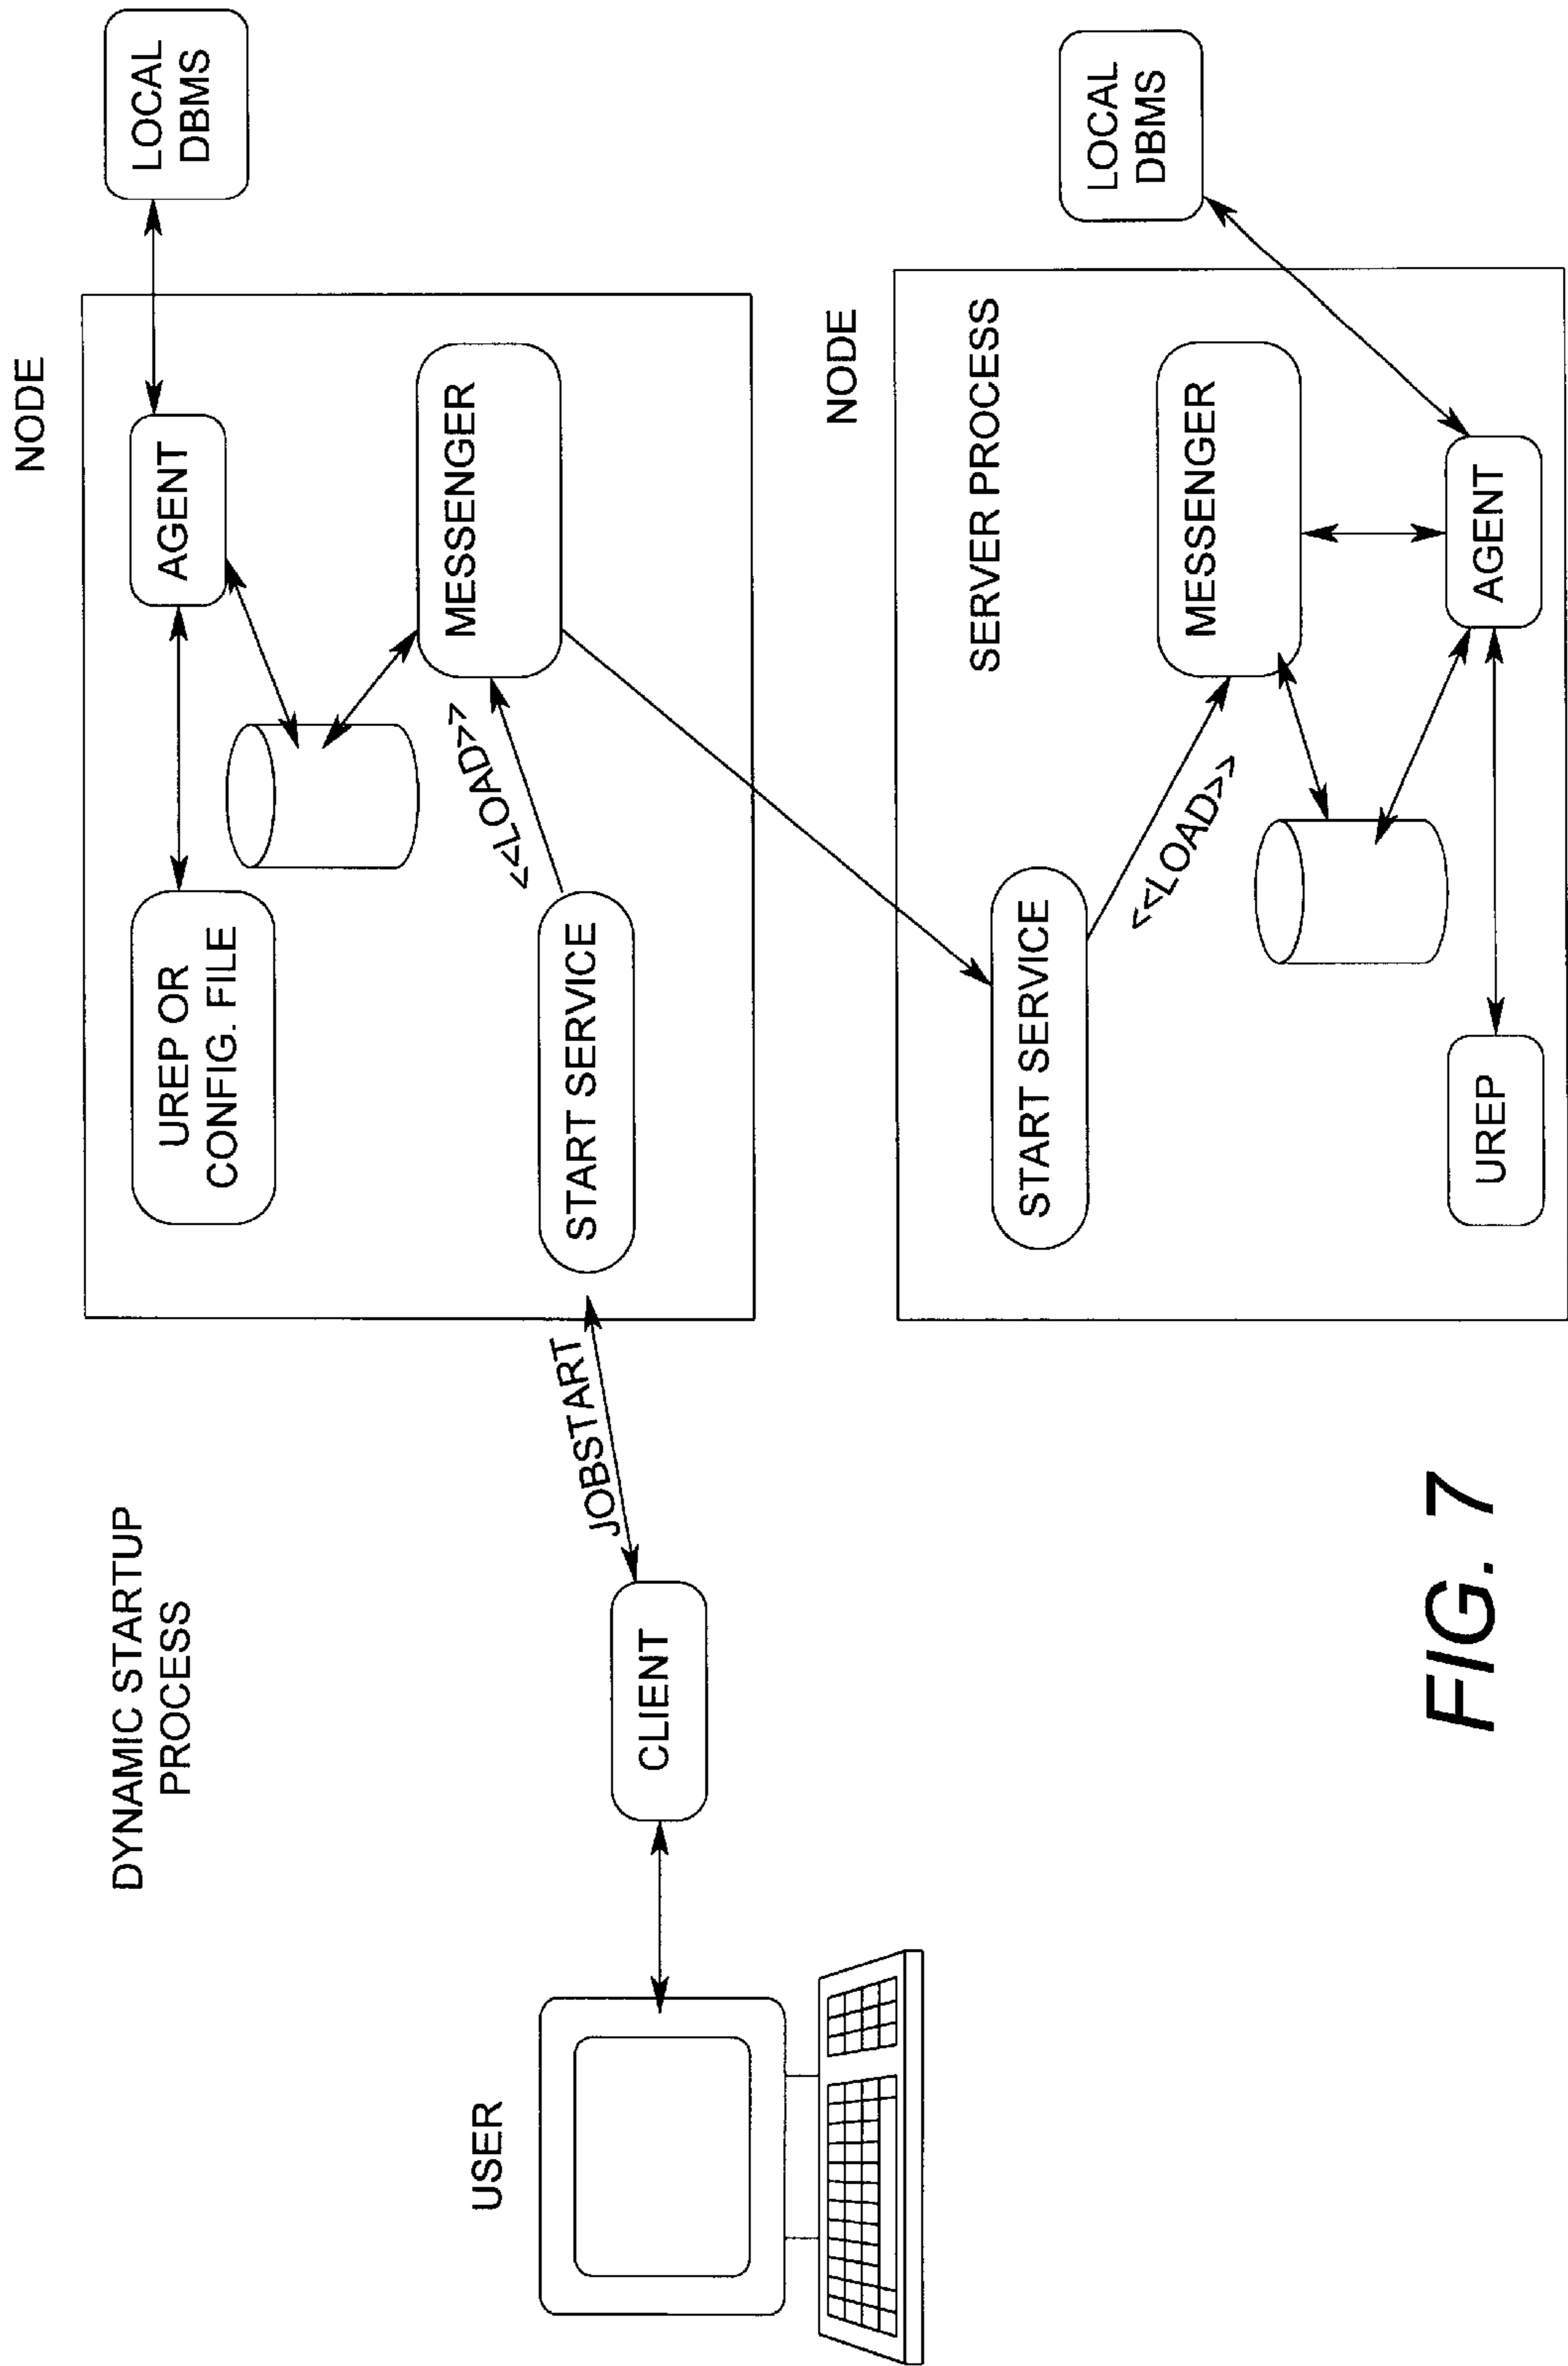 DYNAMIC STARTUP
PROCESS
USER
CLIENT
JOBSTART
NODE
UREP OR
CONFIG. FILE
AGENT
LOCAL
DBMS
START SERVICE
<<LOAD>>
MESSENGER
NODE
SERVER PROCESS
START SERVICE
<<LOAD>>
MESSENGER
LOCAL
DBMS
UREP
AGENT
FIG. 7